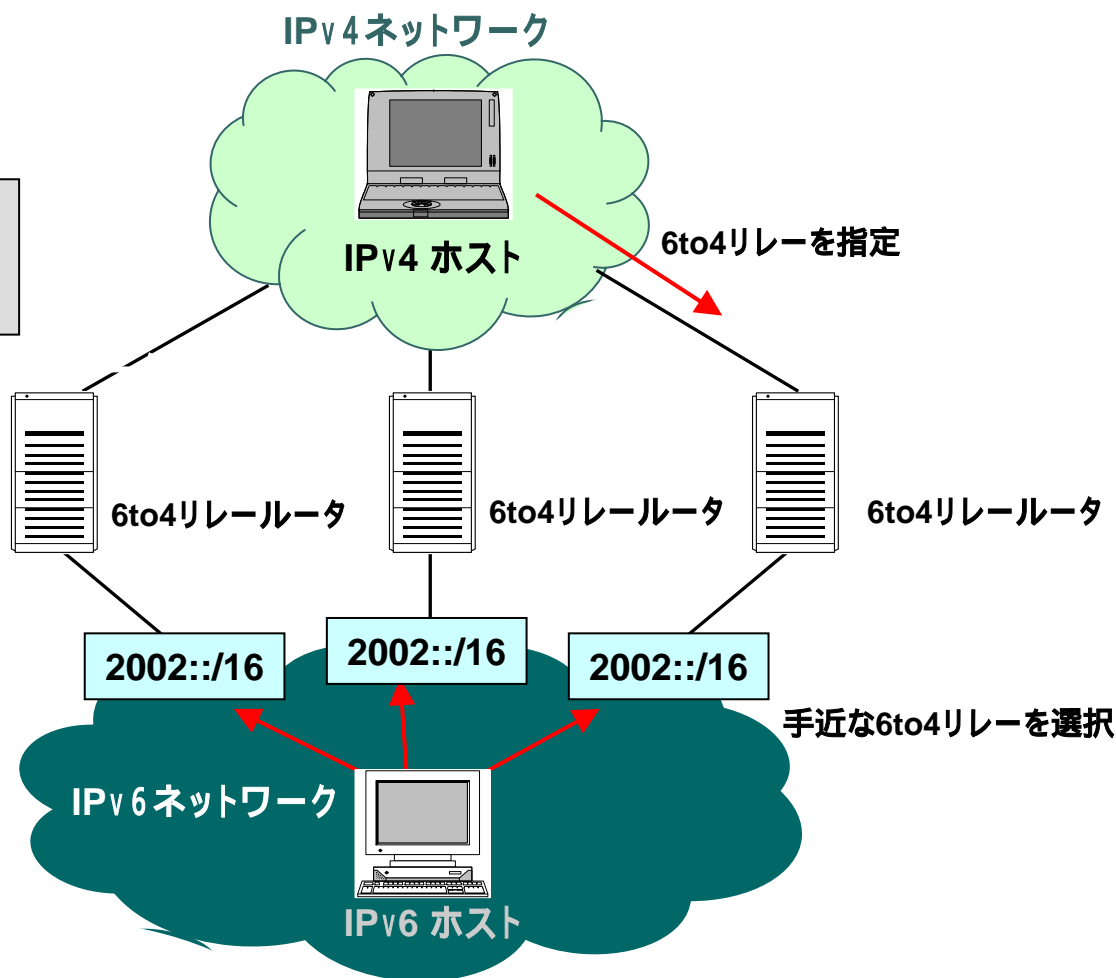 IPv4ネットワーク
IPv4 ホスト
6to4リレーを指定
6to4リレールータ
6to4リレールータ
6to4リレールータ
2002::/16
2002::/16
2002::/16
手近な6to4リレーを選択
IPv6ネットワーク
IPv6 ホスト